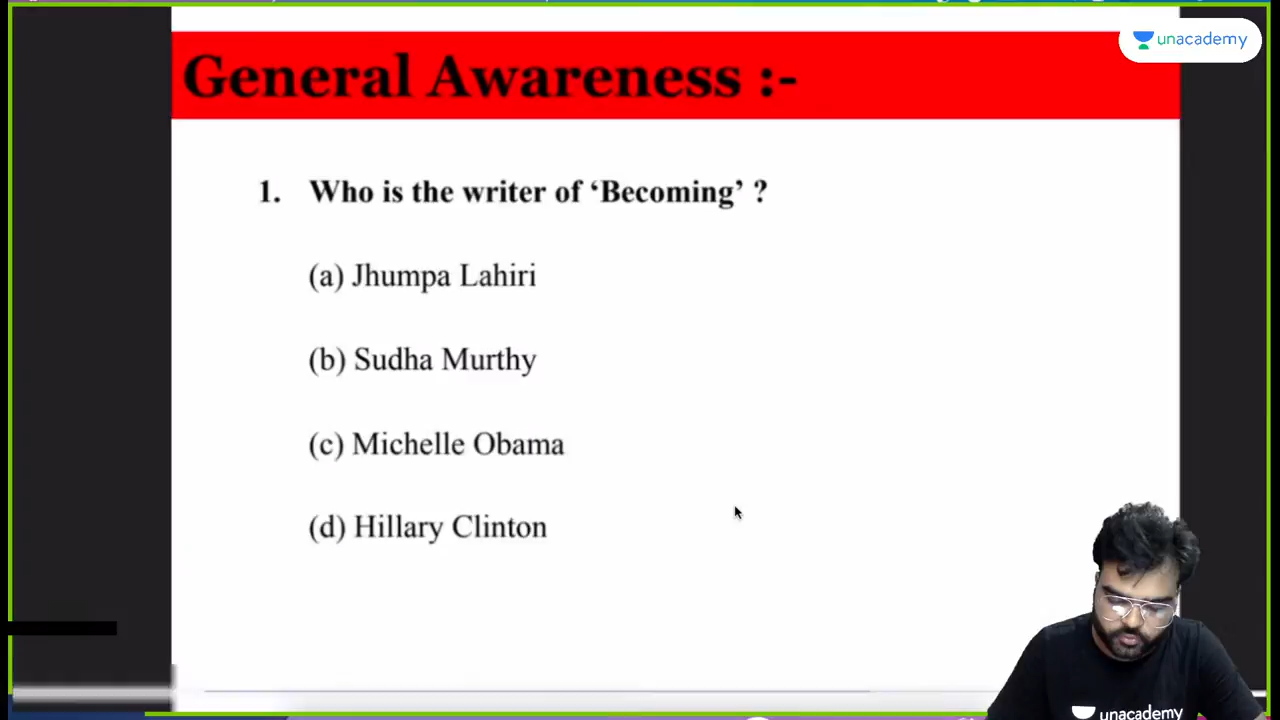 unacademy
General Awareness :-
1. Who is the writer of ‘Becoming’ ?
(a) Jhumpa Lahiri
(b) Sudha Murthy
(c) Michelle Obama
(d) Hillary Clinton
unacademy